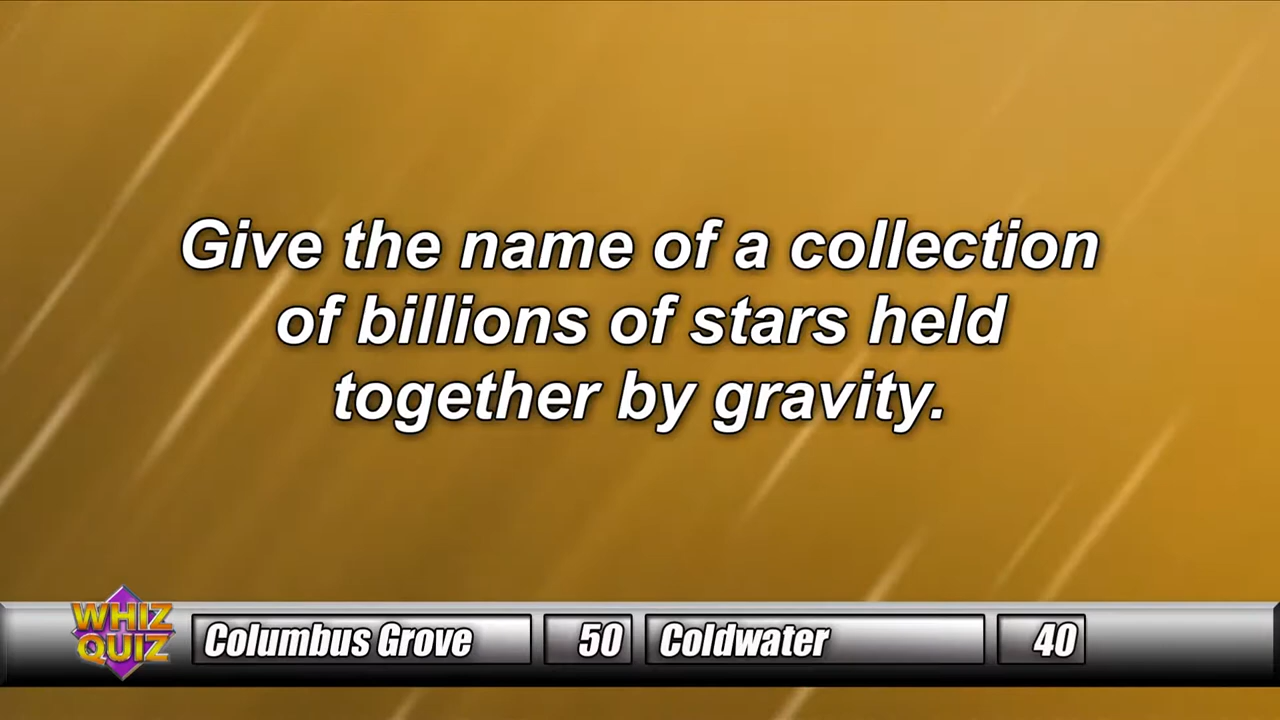 Give the name of a collection
of billions of stars held
together by gravity.
WHIZ
QUIZ
Columbus Grove 50 Coldwater 40